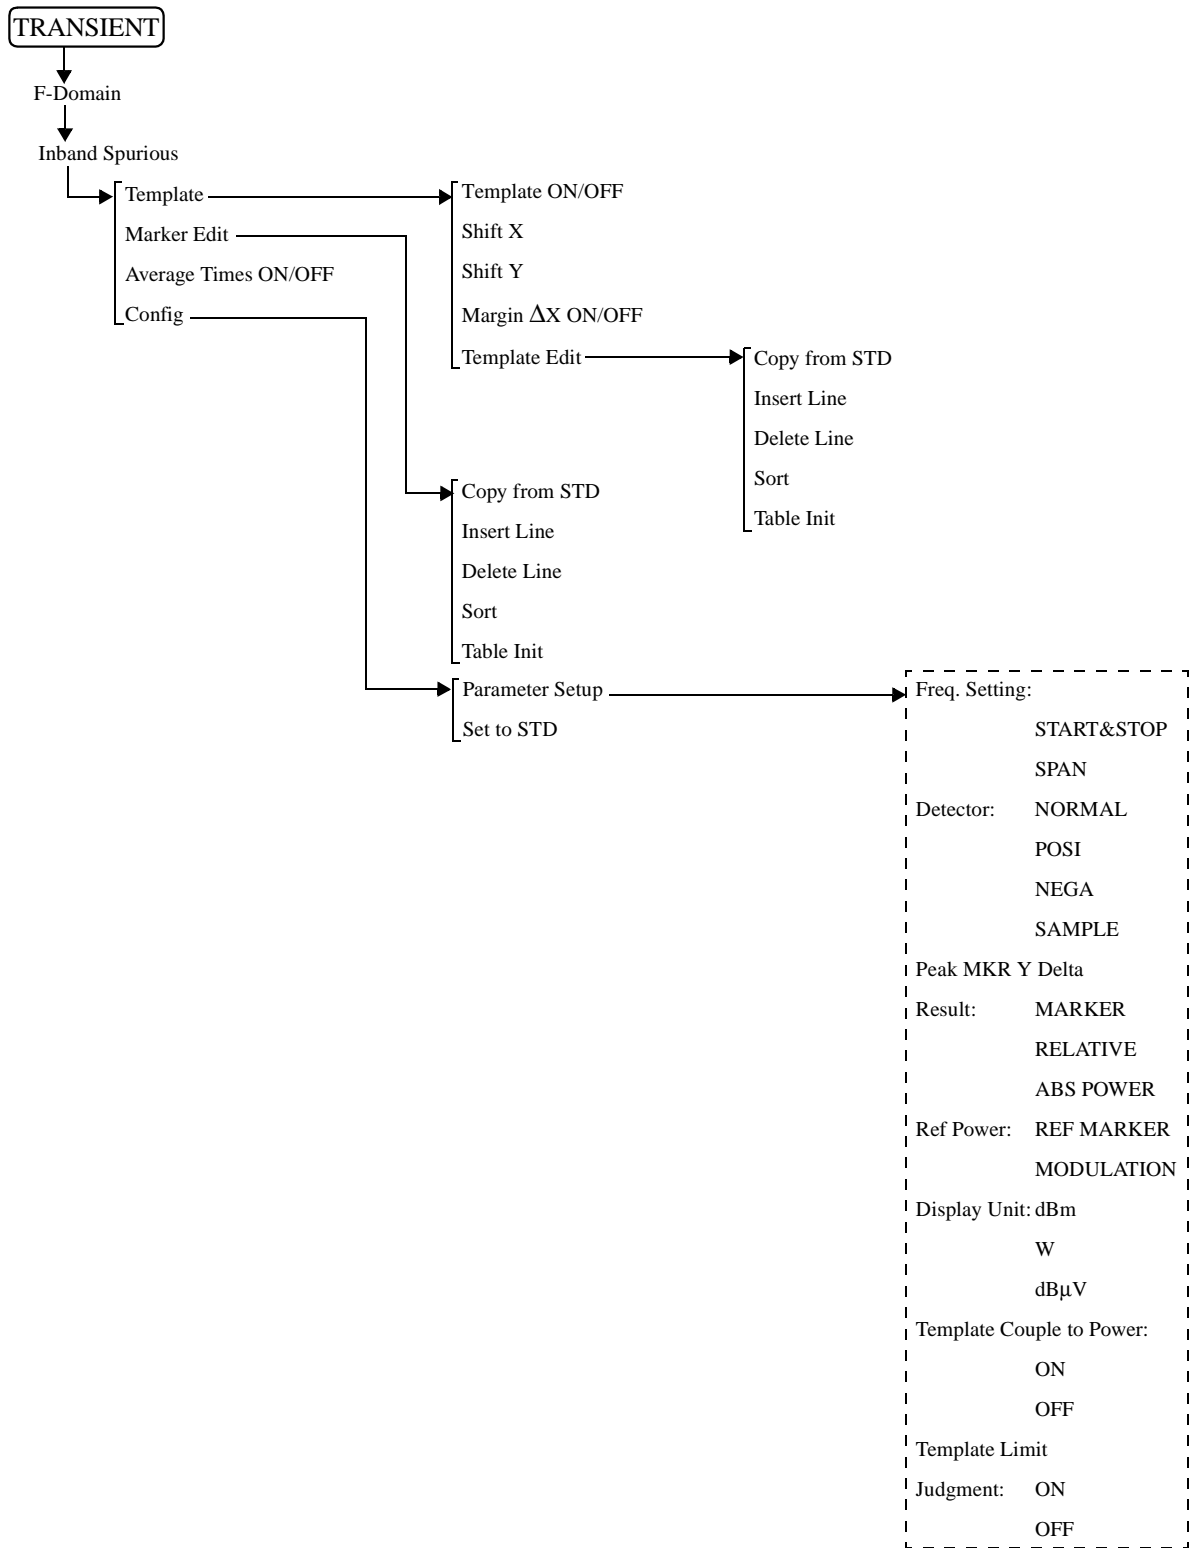 TRANSIENT
F-Domain
Inband Spurious
Template
Marker Edit
Average Times ON/OFF
Config
Template ON/OFF
Shift X
Shift Y
Margin ΔX ON/OFF
Template Edit
Copy from STD
Insert Line
Delete Line
Sort
Table Init
Copy from STD
Insert Line
Delete Line
Sort
Table Init
Parameter Setup
Set to STD
Freq. Setting:
START&STOP
SPAN
Detector: NORMAL
POSI
NEGA
SAMPLE
Peak MKR Y Delta
Result: MARKER
RELATIVE
ABS POWER
Ref Power: REF MARKER
MODULATION
Display Unit: dBm
W
dBμV
Template Couple to Power:
ON
OFF
Template Limit
Judgment: ON
OFF